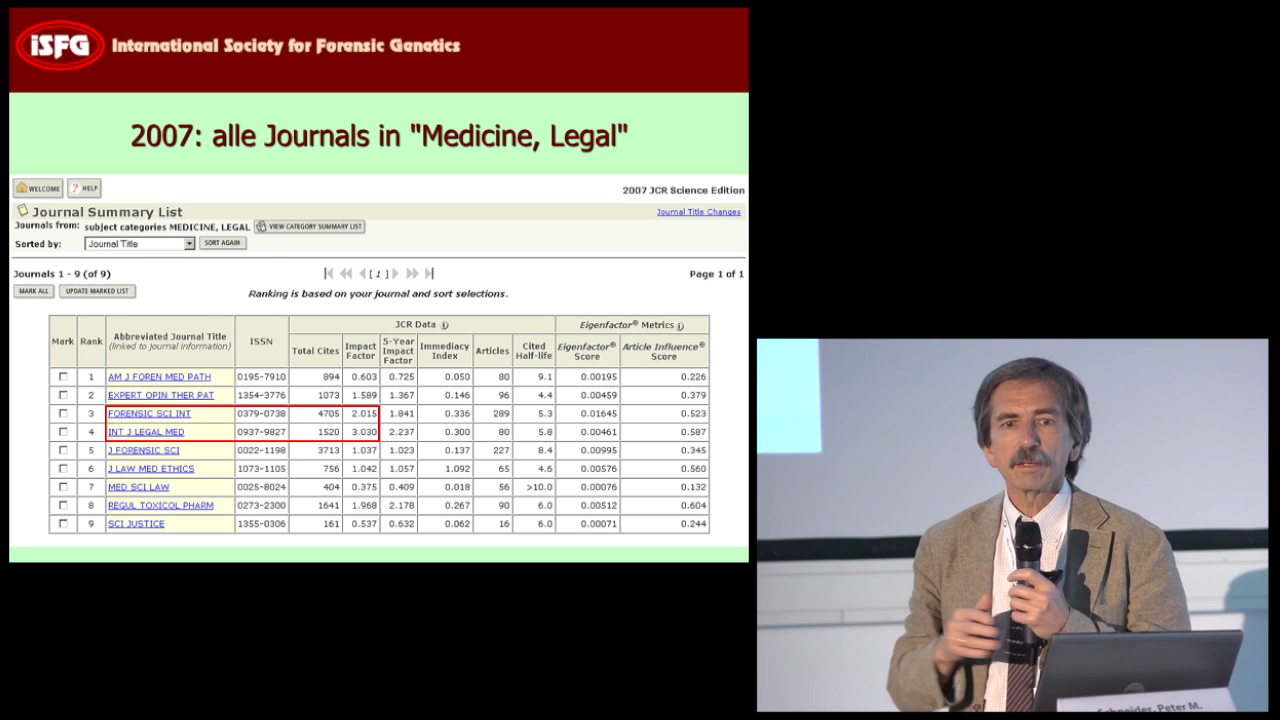 iSFG International Society for Forensic Genetics
2007: alle Journals in "Medicine, Legal"
WELCOME ? HELP
2007 JCR Science Edition
Journal Summary List
Journal Title Changes
Journals from: subject categories MEDICINE, LEGAL VIEW CATEGORY SUMMARY LIST
Sorted by: Journal Title SORT AGAIN
Journals 1 - 9 (of 9)
[ 1 ]
Page 1 of 1
MARK ALL UPDATE MARKED LIST
Ranking is based on your journal and sort selections.
Mark Rank Abbreviated Journal Title (linked to journal information) ISSN JCR Data i Eigenfactor® Metrics i
Total Cites Impact Factor 5-Year Impact Factor Immediacy Index Articles Cited Half-life Eigenfactor® Score Article Influence® Score
1 AM J FOREN MED PATH 0195-7910 894 0.603 0.725 0.050 80 9.1 0.00195 0.226
2 EXPERT OPIN THER PAT 1354-3776 1073 1.589 1.367 0.146 96 4.4 0.00459 0.379
3 FORENSIC SCI INT 0379-0738 4705 2.015 1.841 0.336 289 5.3 0.01645 0.523
4 INT J LEGAL MED 0937-9827 1520 3.030 2.237 0.300 80 5.8 0.00461 0.587
5 J FORENSIC SCI 0022-1198 3713 1.037 1.023 0.137 227 8.4 0.00995 0.345
6 J LAW MED ETHICS 1073-1105 756 1.042 1.057 1.092 65 4.6 0.00576 0.560
7 MED SCI LAW 0025-8024 404 0.375 0.409 0.018 56 >10.0 0.00076 0.132
8 REGUL TOXICOL PHARM 0273-2300 1641 1.968 2.178 0.267 90 6.0 0.00512 0.604
9 SCI JUSTICE 1355-0306 161 0.537 0.632 0.062 16 6.0 0.00071 0.244
Schneider, Peter M.